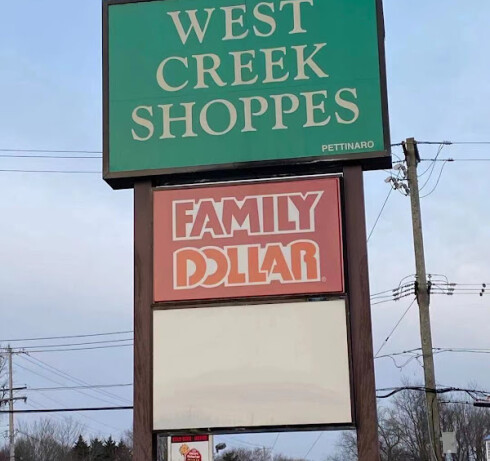 WEST
CREEK
SHOPPES
PETTINARO
FAMILY
DOLLAR